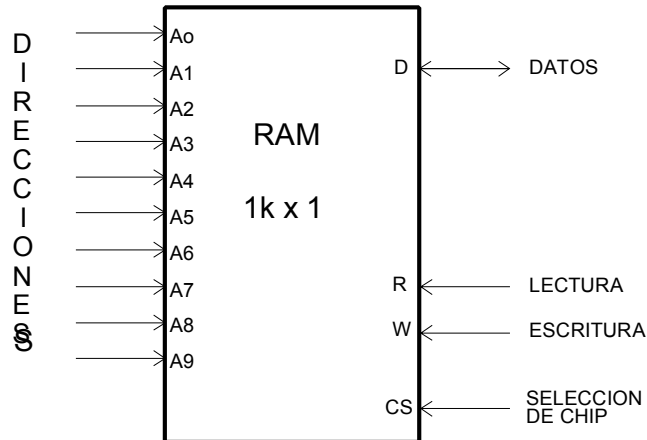 DIRECCIONES
Ao
A1
A2
A3
A4
A5
A6
A7
A8
A9
RAM
1k x 1
D
DATOS
R
LECTURA
W
ESCRITURA
CS
SELECCION
DE CHIP